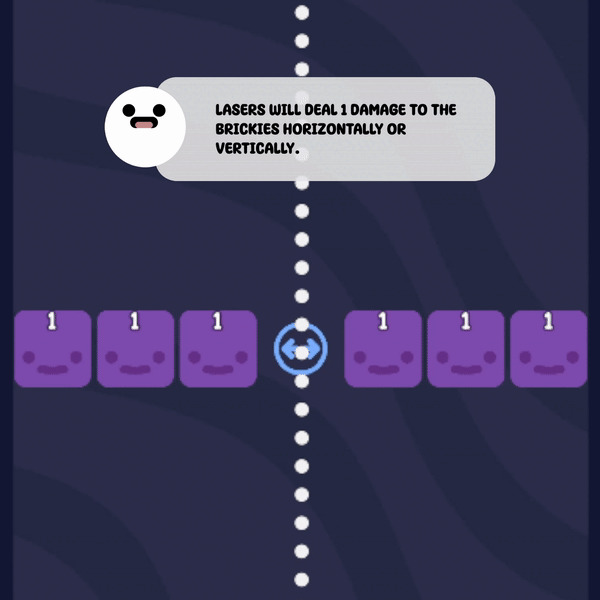 LASERS WILL DEAL 1 DAMAGE TO THE
BRICKIES HORIZONTALLY OR
VERTICALLY.
1 1 1 1 1 1